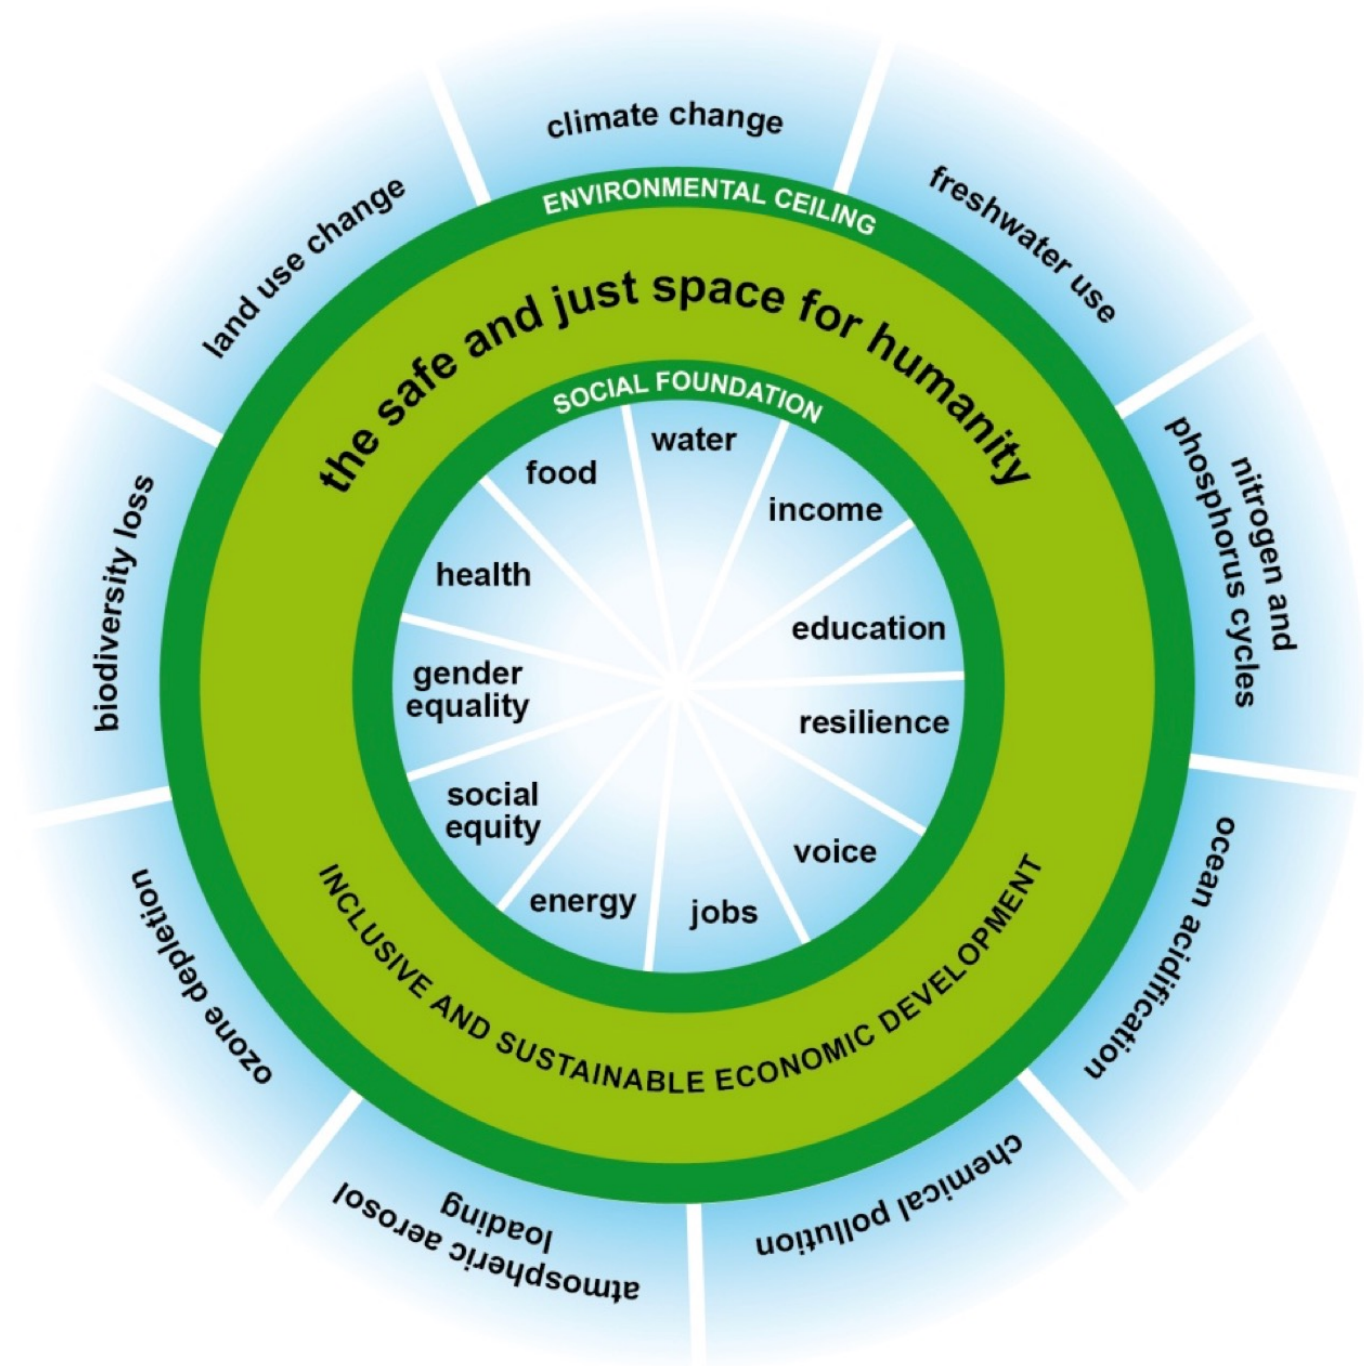 climate change
freshwater use
nitrogen and
phosphorus cycles
ocean acidification
chemical pollution
atmospheric aerosol
loading
ozone depletion
biodiversity loss
land use change
ENVIRONMENTAL CEILING
the safe and just space for humanity
SOCIAL FOUNDATION
water
income
education
resilience
voice
jobs
energy
social
equity
gender
equality
health
food
INCLUSIVE AND SUSTAINABLE ECONOMIC DEVELOPMENT